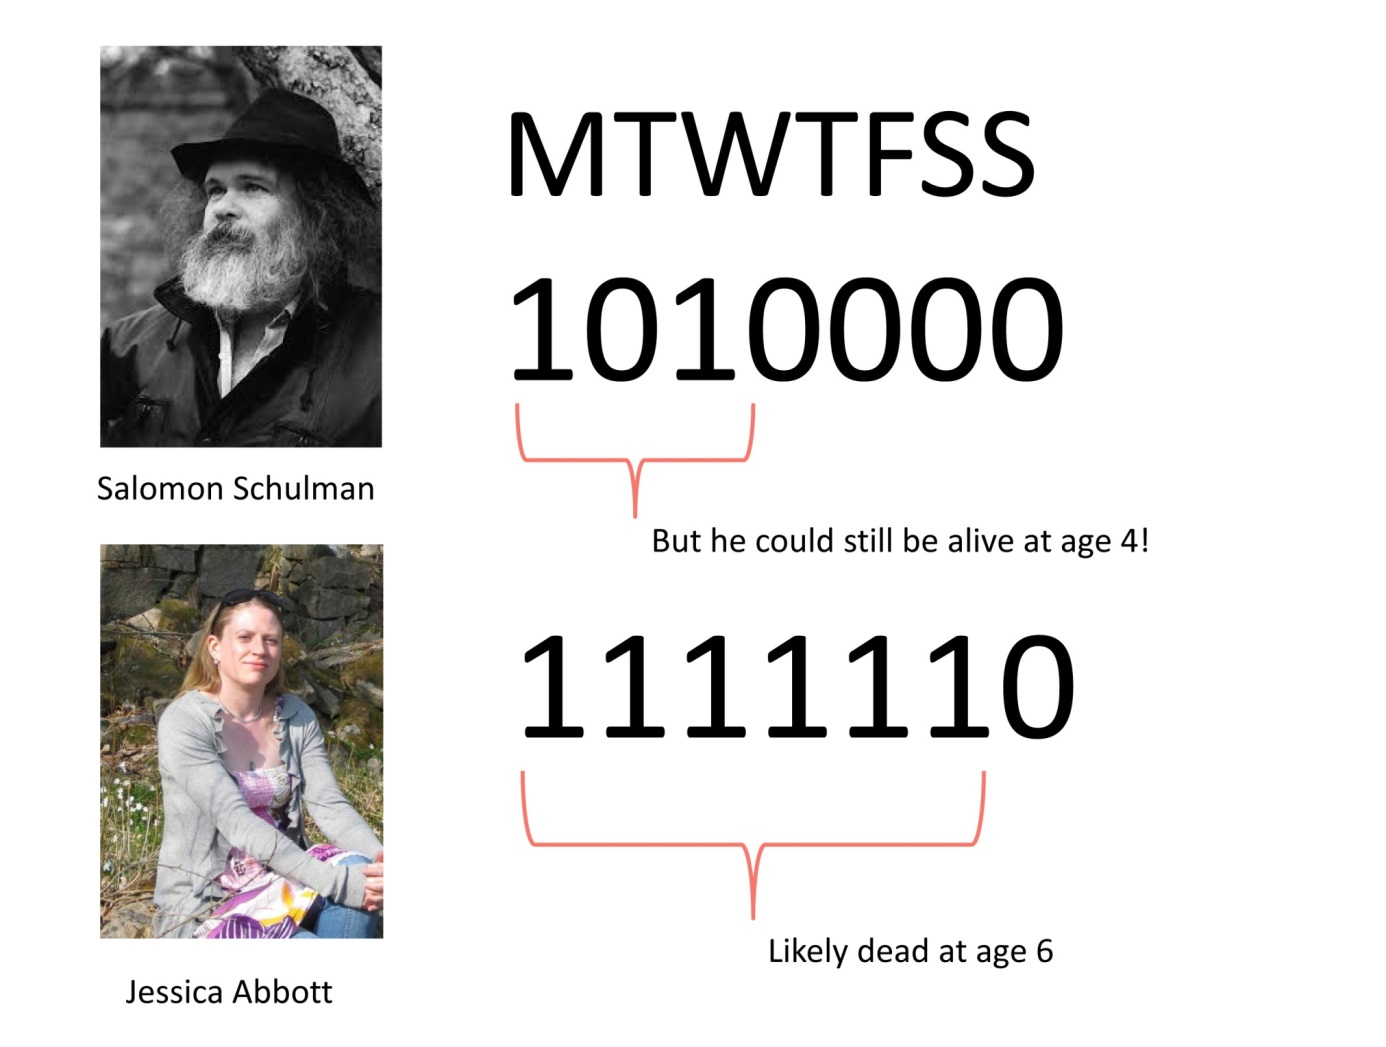 MTWTFSS
1010000
Salomon Schulman
But he could still be alive at age 4!
1111110
Likely dead at age 6
Jessica Abbott